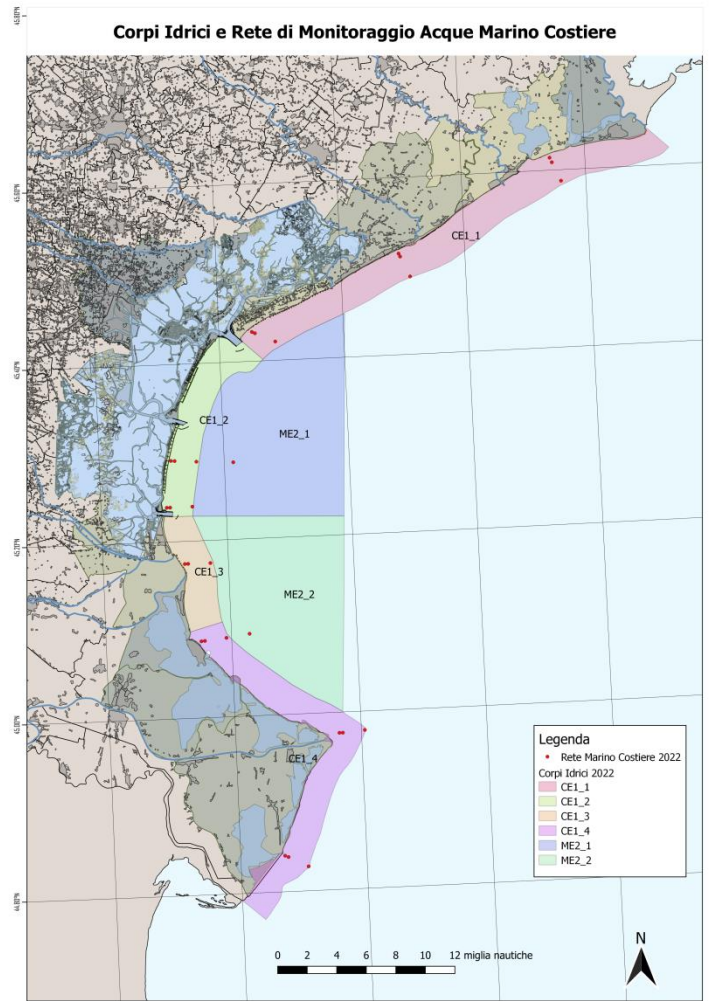 Corpi Idrici e Rete di Monitoraggio Acque Marino Costiere
CE1_1
CE1_2
ME2_1
CE1_3
ME2_2
CE1_4
Legenda
Rete Marino Costiere 2022
Corpi Idrici 2022
CE1_1
CE1_2
CE1_3
CE1_4
ME2_1
ME2_2
N
0 2 4 6 8 10 12 miglia nautiche